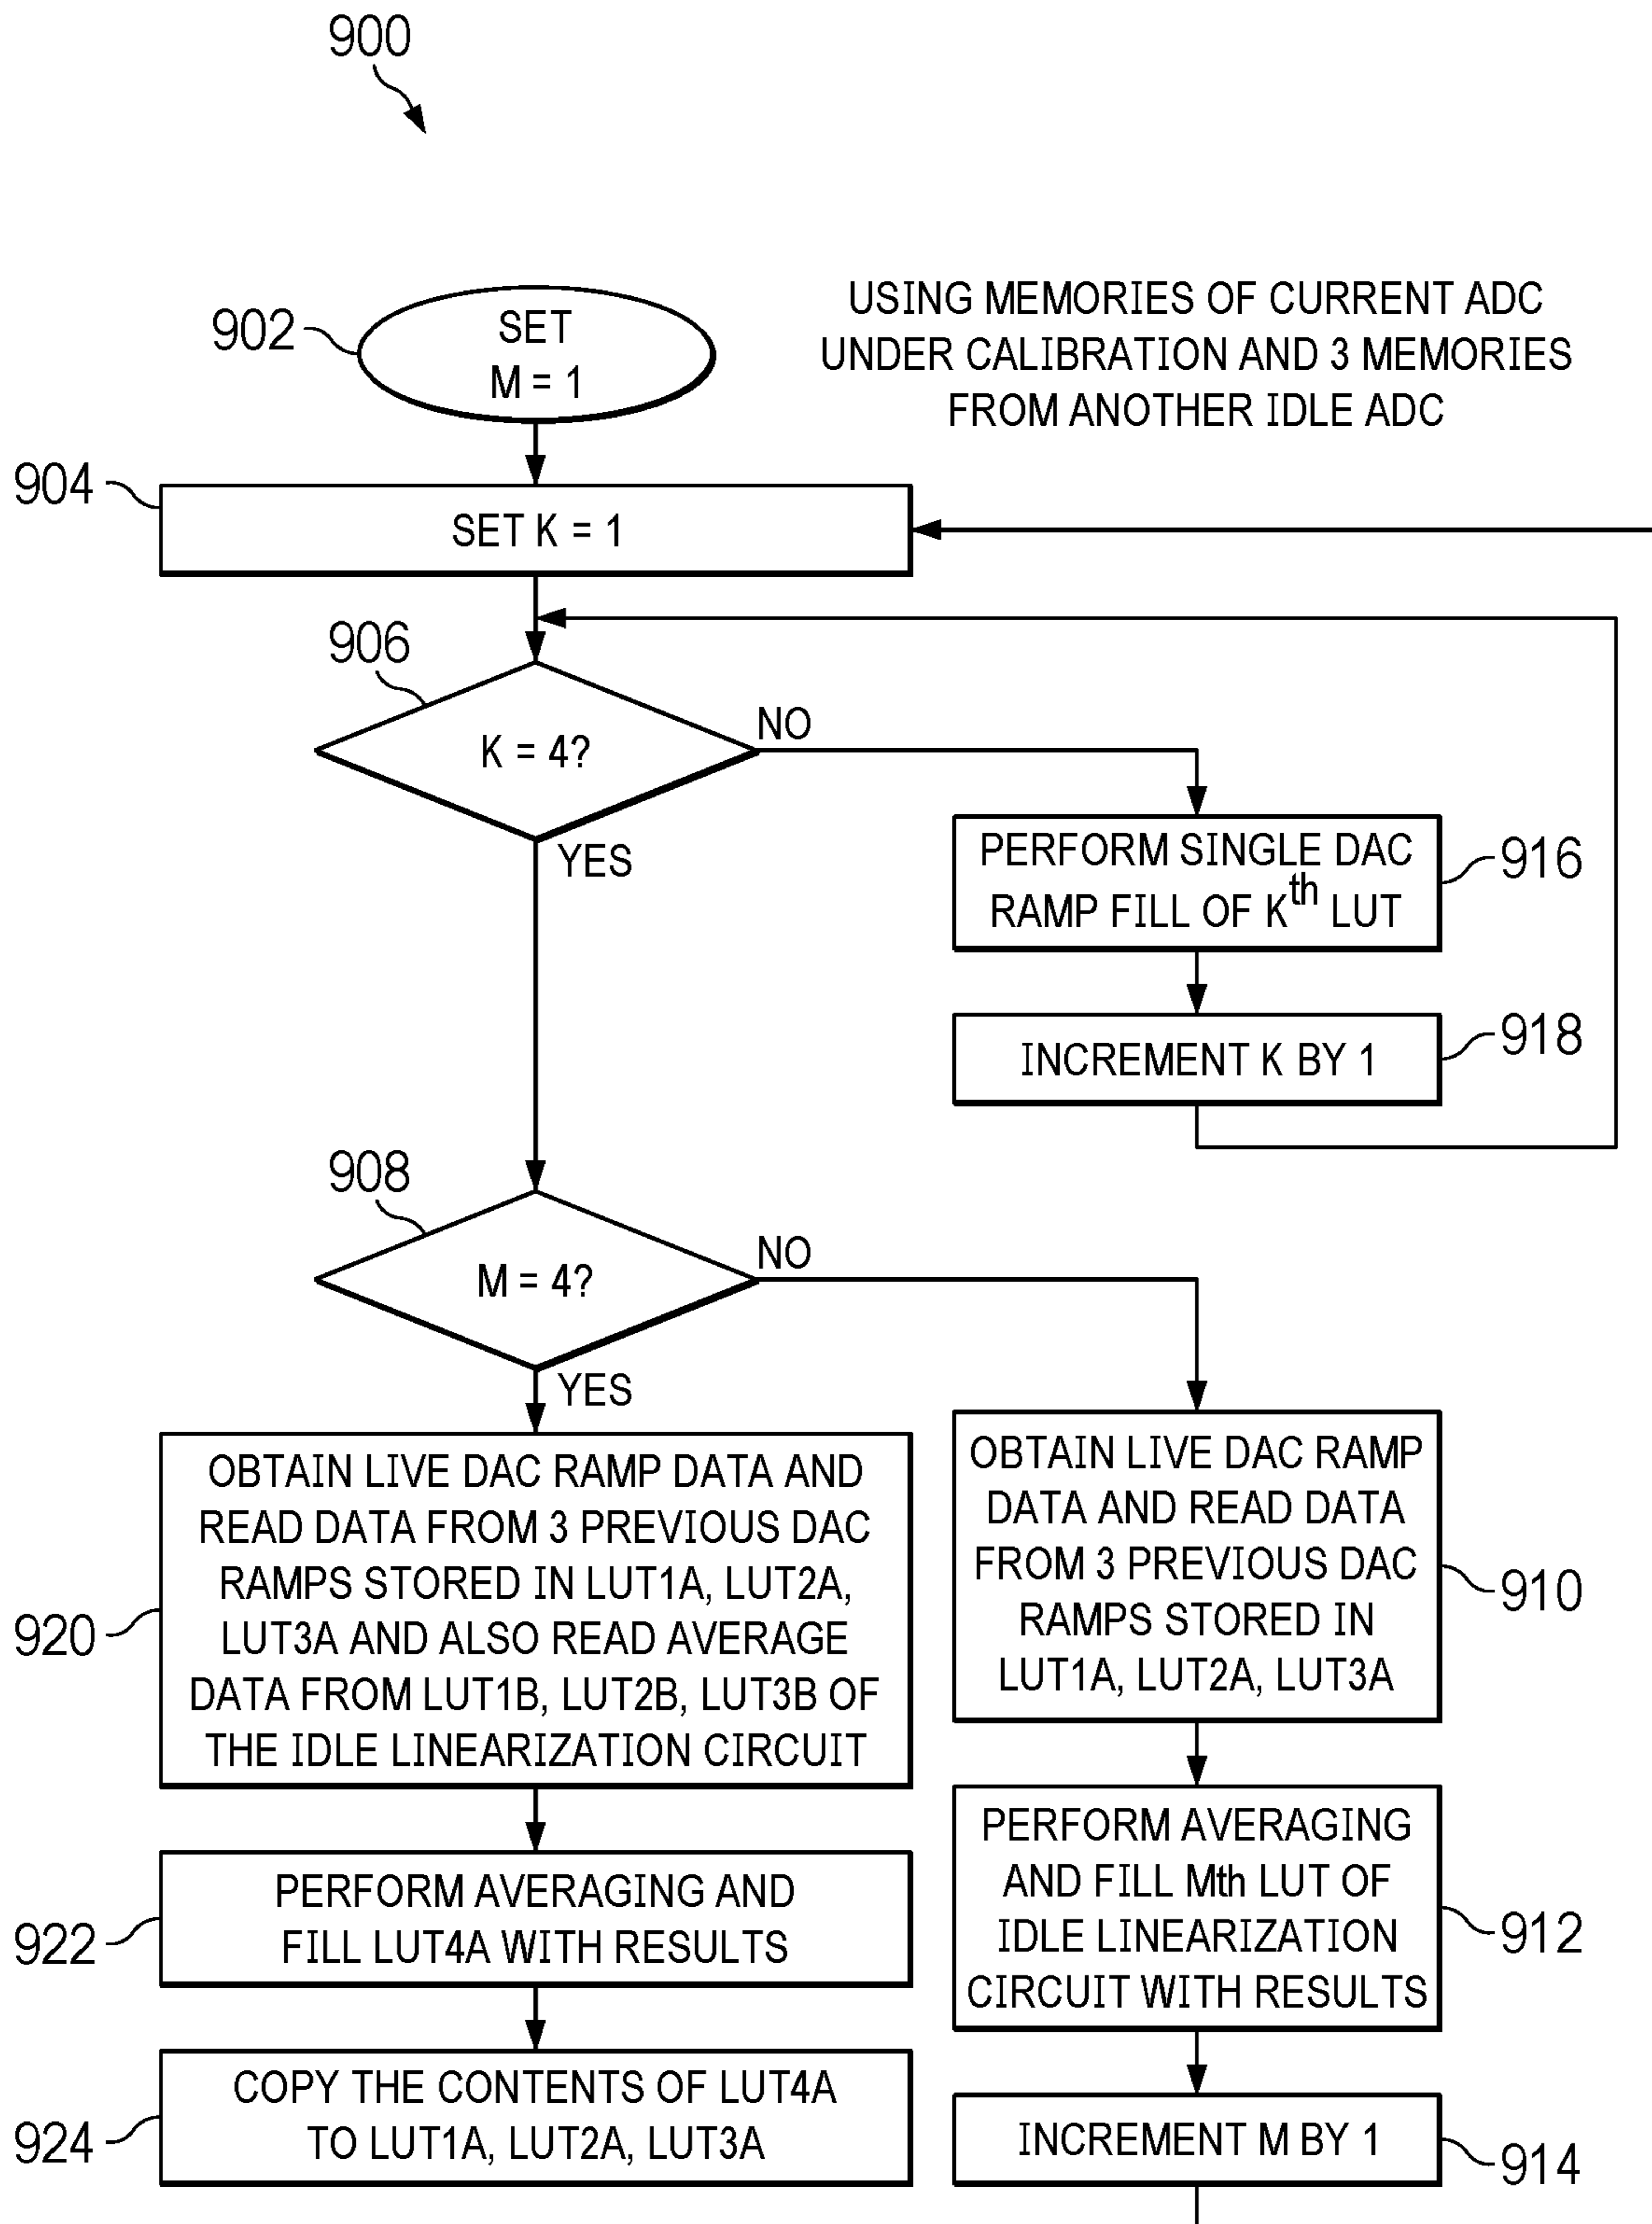 900
902
SET
M = 1
USING MEMORIES OF CURRENT ADC
UNDER CALIBRATION AND 3 MEMORIES
FROM ANOTHER IDLE ADC
904
SET K = 1
906
K = 4?
NO
YES
PERFORM SINGLE DAC
RAMP FILL OF Kth LUT
916
INCREMENT K BY 1
918
908
M = 4?
NO
YES
OBTAIN LIVE DAC RAMP DATA AND
READ DATA FROM 3 PREVIOUS DAC
RAMPS STORED IN LUT1A, LUT2A,
LUT3A AND ALSO READ AVERAGE
DATA FROM LUT1B, LUT2B, LUT3B OF
THE IDLE LINEARIZATION CIRCUIT
920
OBTAIN LIVE DAC RAMP
DATA AND READ DATA
FROM 3 PREVIOUS DAC
RAMPS STORED IN
LUT1A, LUT2A, LUT3A
910
PERFORM AVERAGING AND
FILL LUT4A WITH RESULTS
922
PERFORM AVERAGING
AND FILL Mth LUT OF
IDLE LINEARIZATION
CIRCUIT WITH RESULTS
912
COPY THE CONTENTS OF LUT4A
TO LUT1A, LUT2A, LUT3A
924
INCREMENT M BY 1
914